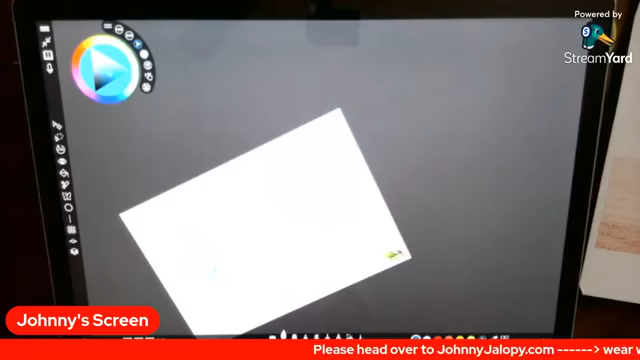 Powered by
StreamYard
Johnny's Screen
Please head over to JohnnyJalopy.com ------> wear